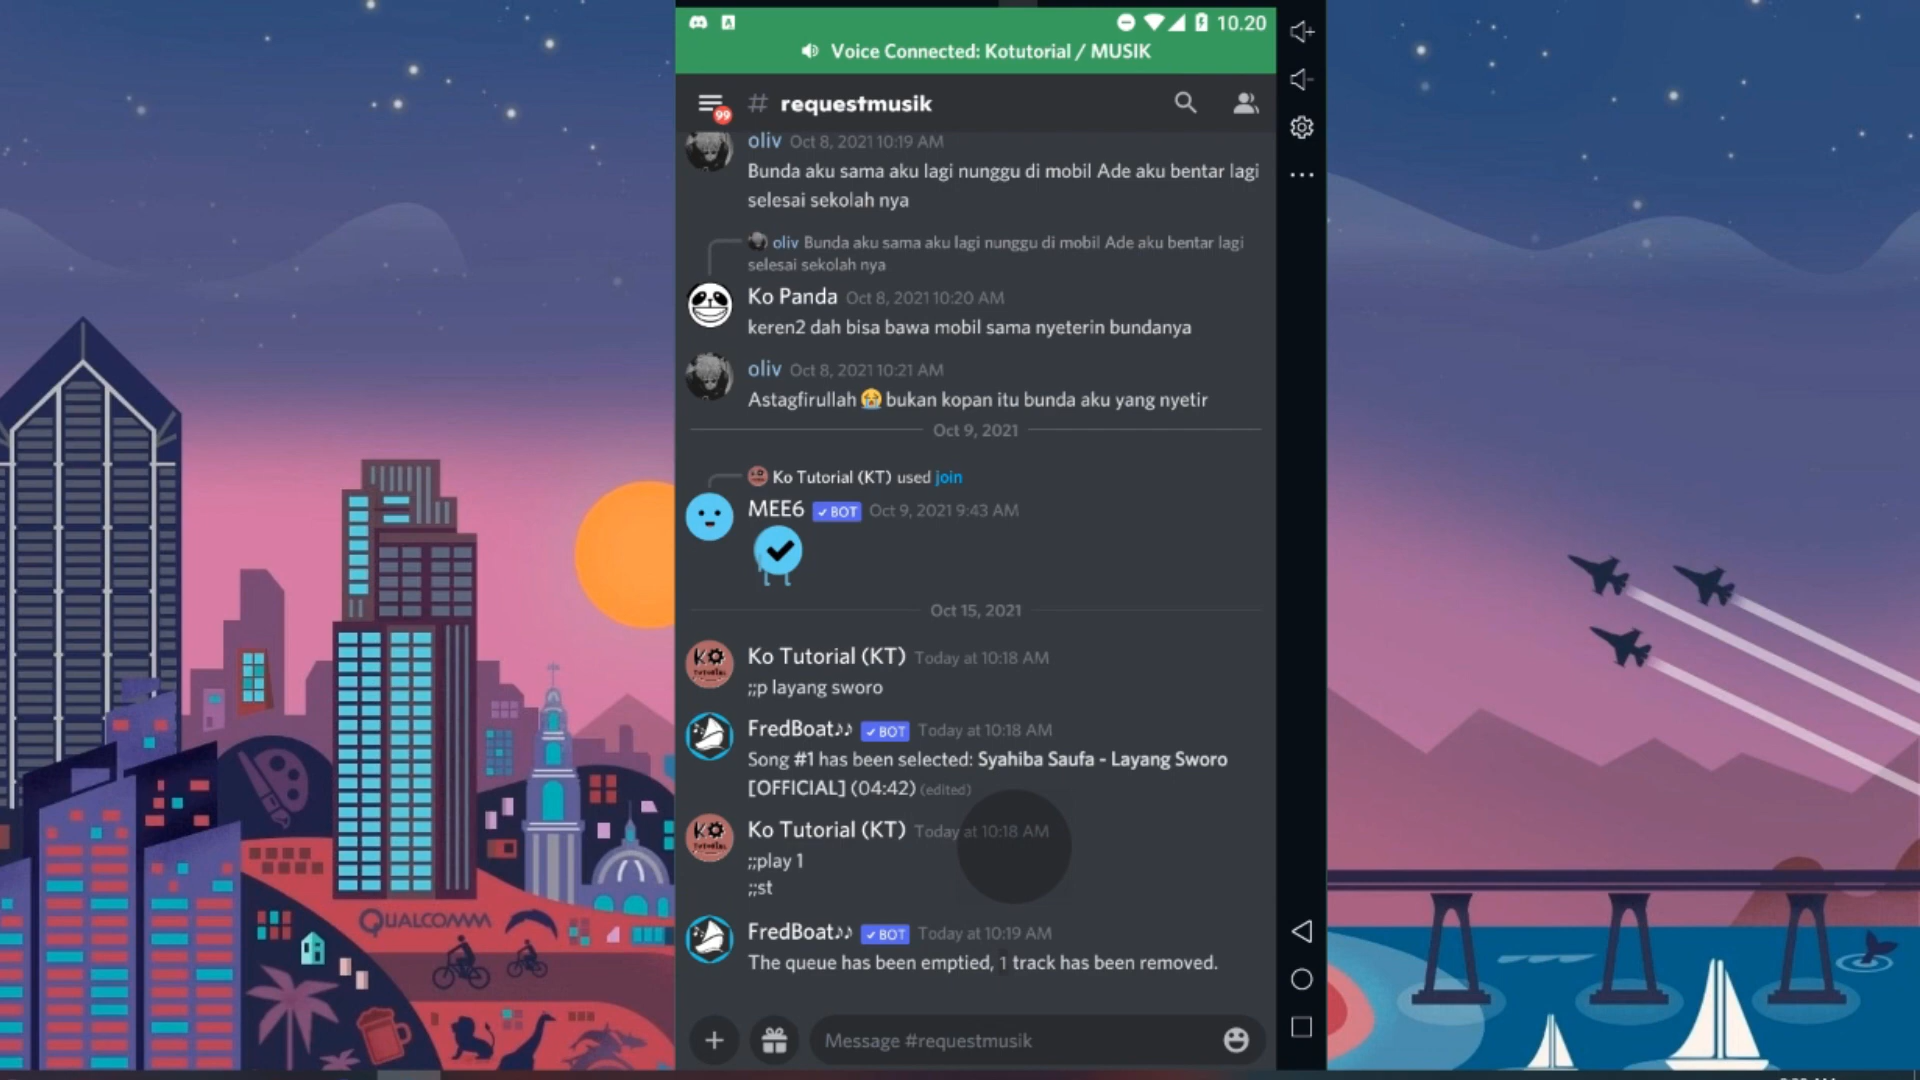 10.20
Voice Connected: Kotutorial / MUSIK
99
# requestmusik
oliv Oct 8, 2021 10:19 AM
Bunda aku sama aku lagi nunggu di mobil Ade aku bentar lagi
selesai sekolah nya
oliv Bunda aku sama aku lagi nunggu di mobil Ade aku bentar lagi
selesai sekolah nya
Ko Panda Oct 8, 2021 10:20 AM
keren2 dah bisa bawa mobil sama nyeterin bundanya
oliv Oct 8, 2021 10:21 AM
Astagfirullah 😭 bukan kopan itu bunda aku yang nyetir
Oct 9, 2021
Ko Tutorial (KT) used join
MEE6 ✓ BOT Oct 9, 2021 9:43 AM
Oct 15, 2021
Ko Tutorial (KT) Today at 10:18 AM
;;p layang sworo
FredBoat♪♪ ✓ BOT Today at 10:18 AM
Song #1 has been selected: Syahiba Saufa - Layang Sworo
[OFFICIAL] (04:42) (edited)
Ko Tutorial (KT) Today at 10:18 AM
;;play 1
;;st
FredBoat♪♪ ✓ BOT Today at 10:19 AM
The queue has been emptied, 1 track has been removed.
Message #requestmusik
QUALCOMM